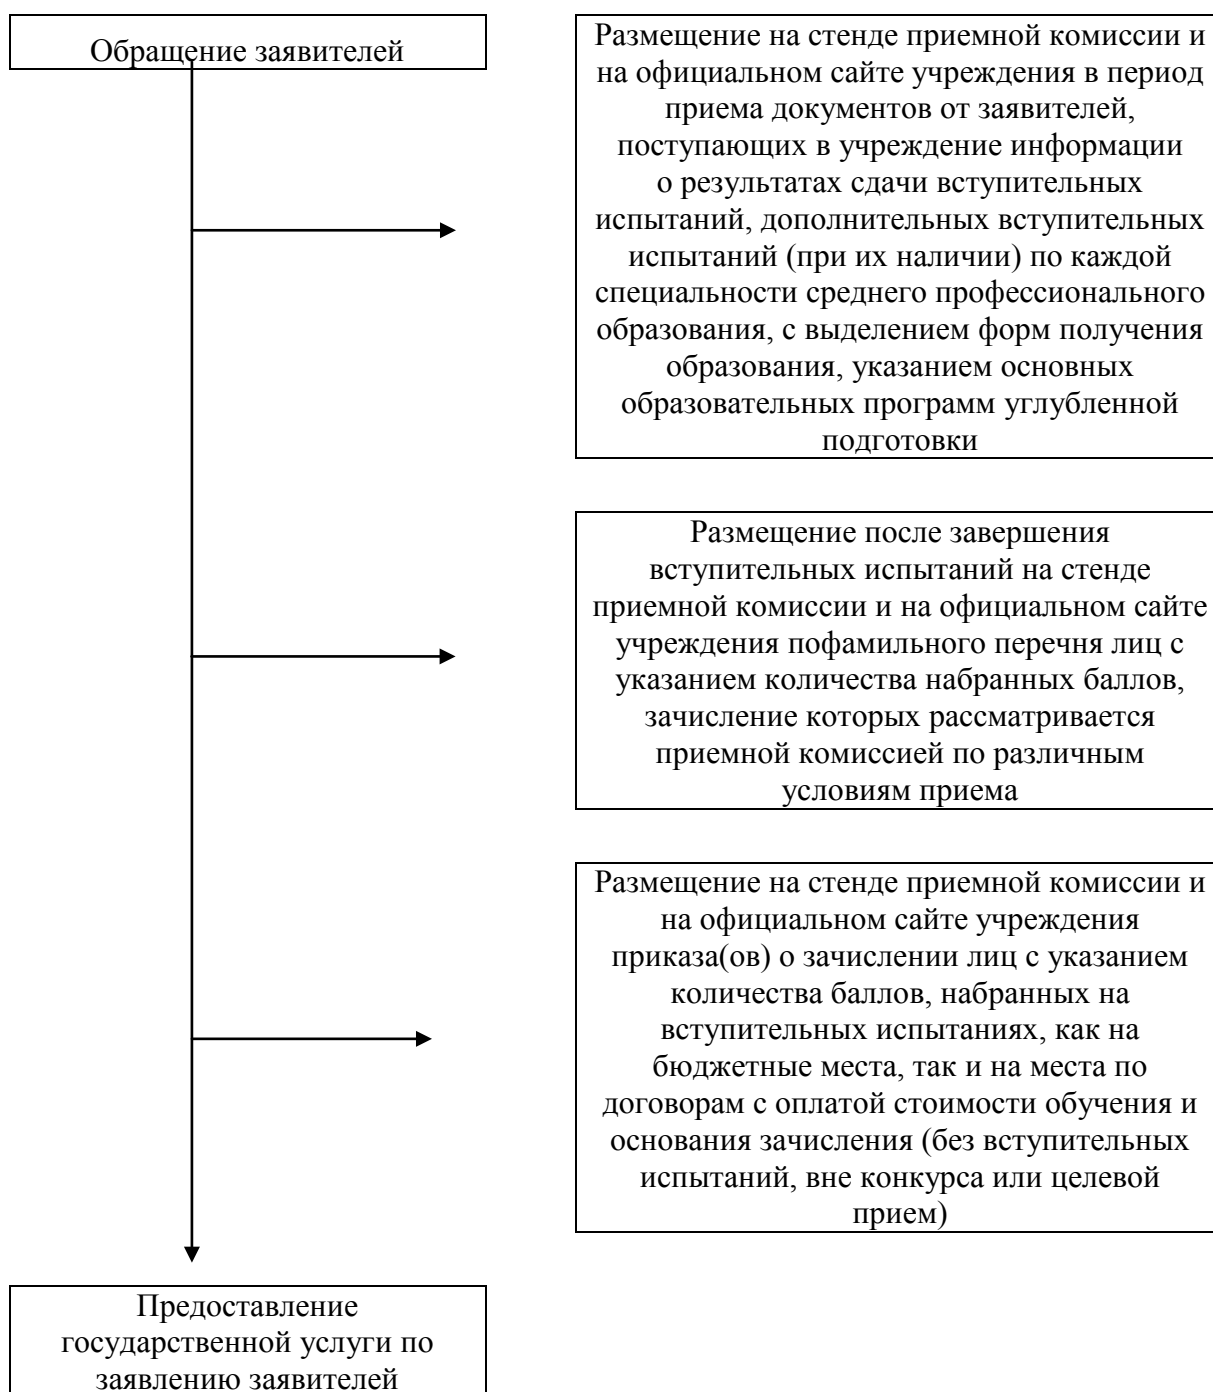 Обращение заявителей
Размещение на стенде приемной комиссии и
на официальном сайте учреждения в период
приема документов от заявителей,
поступающих в учреждение информации
о результатах сдачи вступительных
испытаний, дополнительных вступительных
испытаний (при их наличии) по каждой
специальности среднего профессионального
образования, с выделением форм получения
образования, указанием основных
образовательных программ углубленной
подготовки
Размещение после завершения
вступительных испытаний на стенде
приемной комиссии и на официальном сайте
учреждения пофамильного перечня лиц с
указанием количества набранных баллов,
зачисление которых рассматривается
приемной комиссией по различным
условиям приема
Размещение на стенде приемной комиссии и
на официальном сайте учреждения
приказа(ов) о зачислении лиц с указанием
количества баллов, набранных на
вступительных испытаниях, как на
бюджетные места, так и на места по
договорам с оплатой стоимости обучения и
основания зачисления (без вступительных
испытаний, вне конкурса или целевой
прием)
Предоставление
государственной услуги по
заявлению заявителей